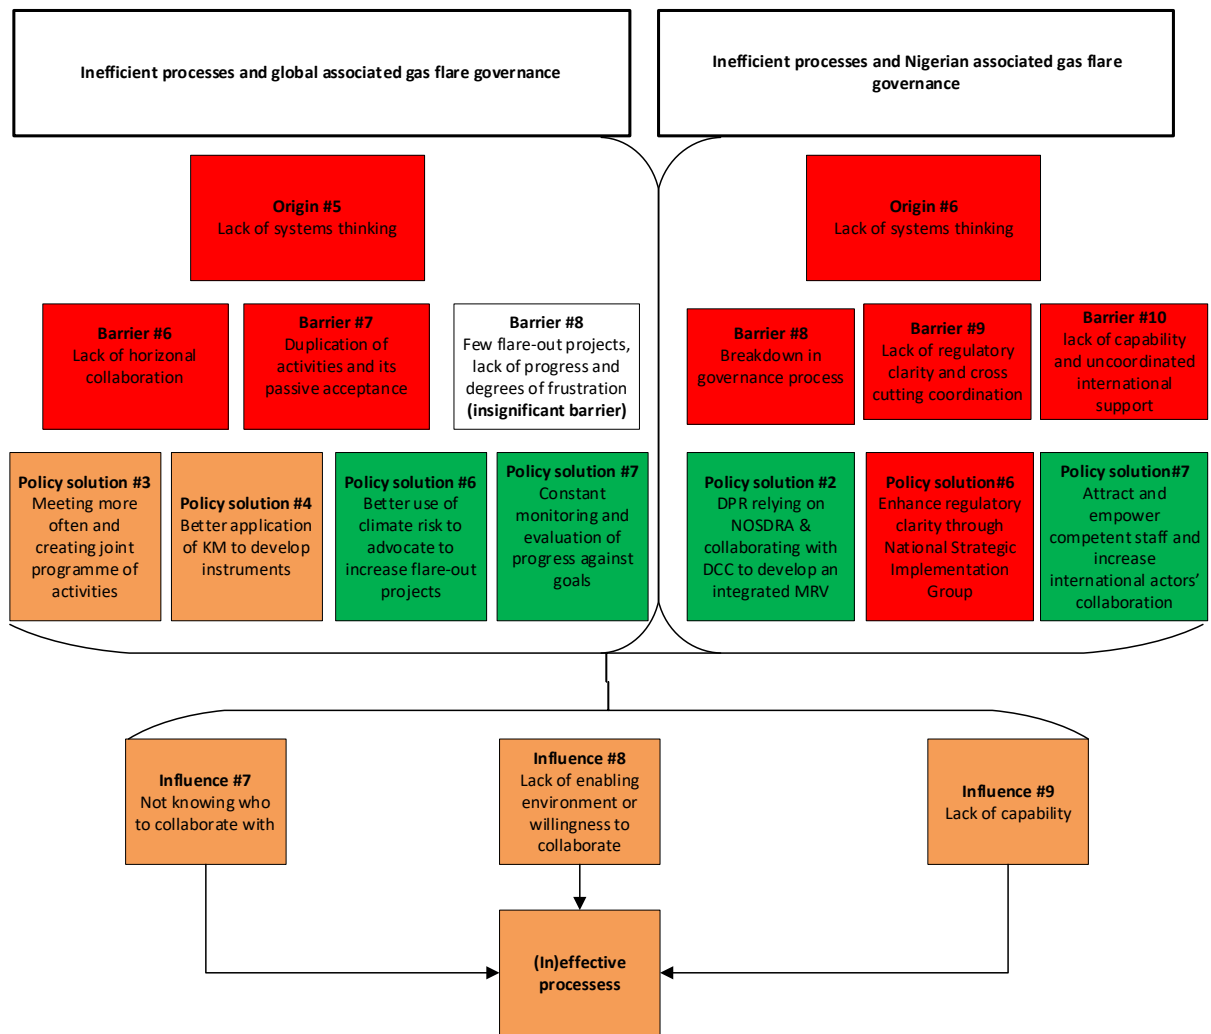 Inefficient processes and global associated gas flare governance
Inefficient processes and Nigerian associated gas flare
governance
Origin #5
Lack of systems thinking
Origin #6
Lack of systems thinking
Barrier #6
Lack of horizonal
collaboration
Barrier #7
Duplication of
activities and its
passive acceptance
Barrier #8
Few flare-out projects,
lack of progress and
degrees of frustration
(insignificant barrier)
Barrier #8
Breakdown in
governance process
Barrier #9
Lack of regulatory
clarity and cross
cutting coordination
Barrier #10
lack of capability
and uncoordinated
international
support
Policy solution #3
Meeting more
often and
creating joint
programme of
activities
Policy solution #4
Better application
of KM to develop
instruments
Policy solution #6
Better use of
climate risk to
advocate to
increase flare-out
projects
Policy solution #7
Constant
monitoring and
evaluation of
progress against
goals
Policy solution #2
DPR relying on
NOSDRA &
collaborating with
DCC to develop an
integrated MRV
Policy solution#6
Enhance regulatory
clarity through
National Strategic
Implementation
Group
Policy solution#7
Attract and
empower
competent staff and
increase
international actors’
collaboration
Influence #7
Not knowing who
to collaborate with
Influence #8
Lack of enabling
environment or
willingness to
collaborate
Influence #9
Lack of capability
(In)effective
processess